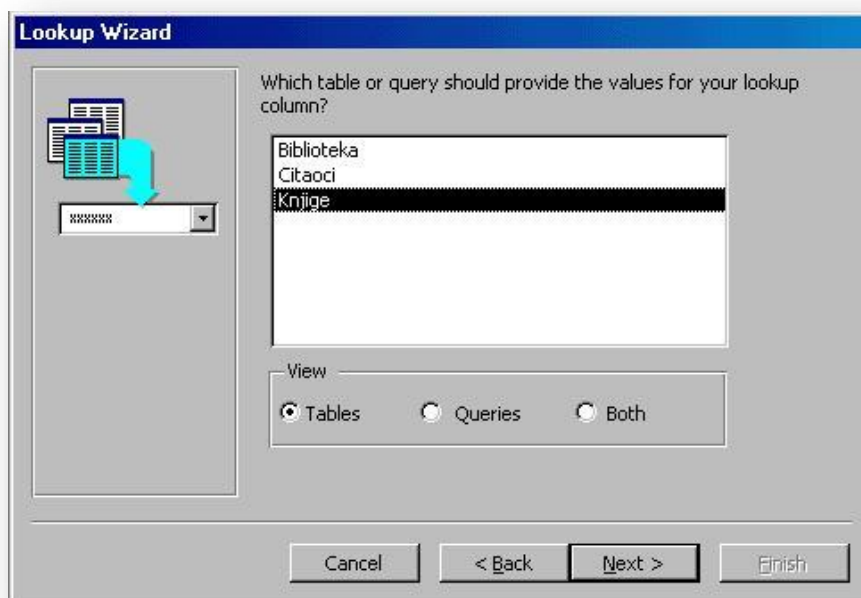 Lookup Wizard
Which table or query should provide the values for your lookup
column?
Biblioteka
Citaoci
Knjige
xxxxxx
View
Tables Queries Both
Cancel < Back Next > Finish